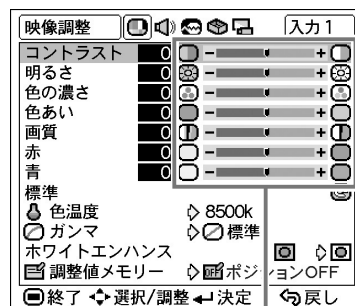 映像調整 入力1
コントラスト 0 - +
明るさ 0 - +
色の濃さ 0 - +
色あい 0 - +
画質 0 - +
赤 0 - +
青 0 - +
標準
色温度 8500k
ガンマ 標準
ホワイトエンハンス
調整値メモリー ポジションOFF
終了 選択/調整 決定 戻し